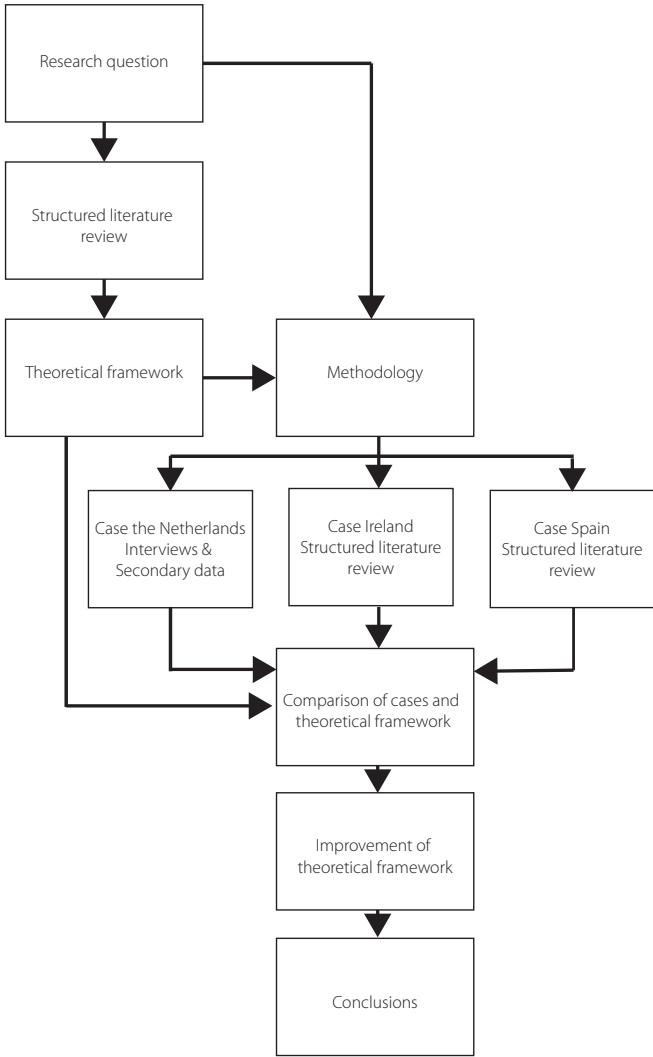 Research question
Structured literature
review
Theoretical framework
Methodology
Case the Netherlands
Interviews &
Secondary data
Case Ireland
Structured literature
review
Case Spain
Structured literature
review
Comparison of cases and
theoretical framework
Improvement of
theoretical framework
Conclusions